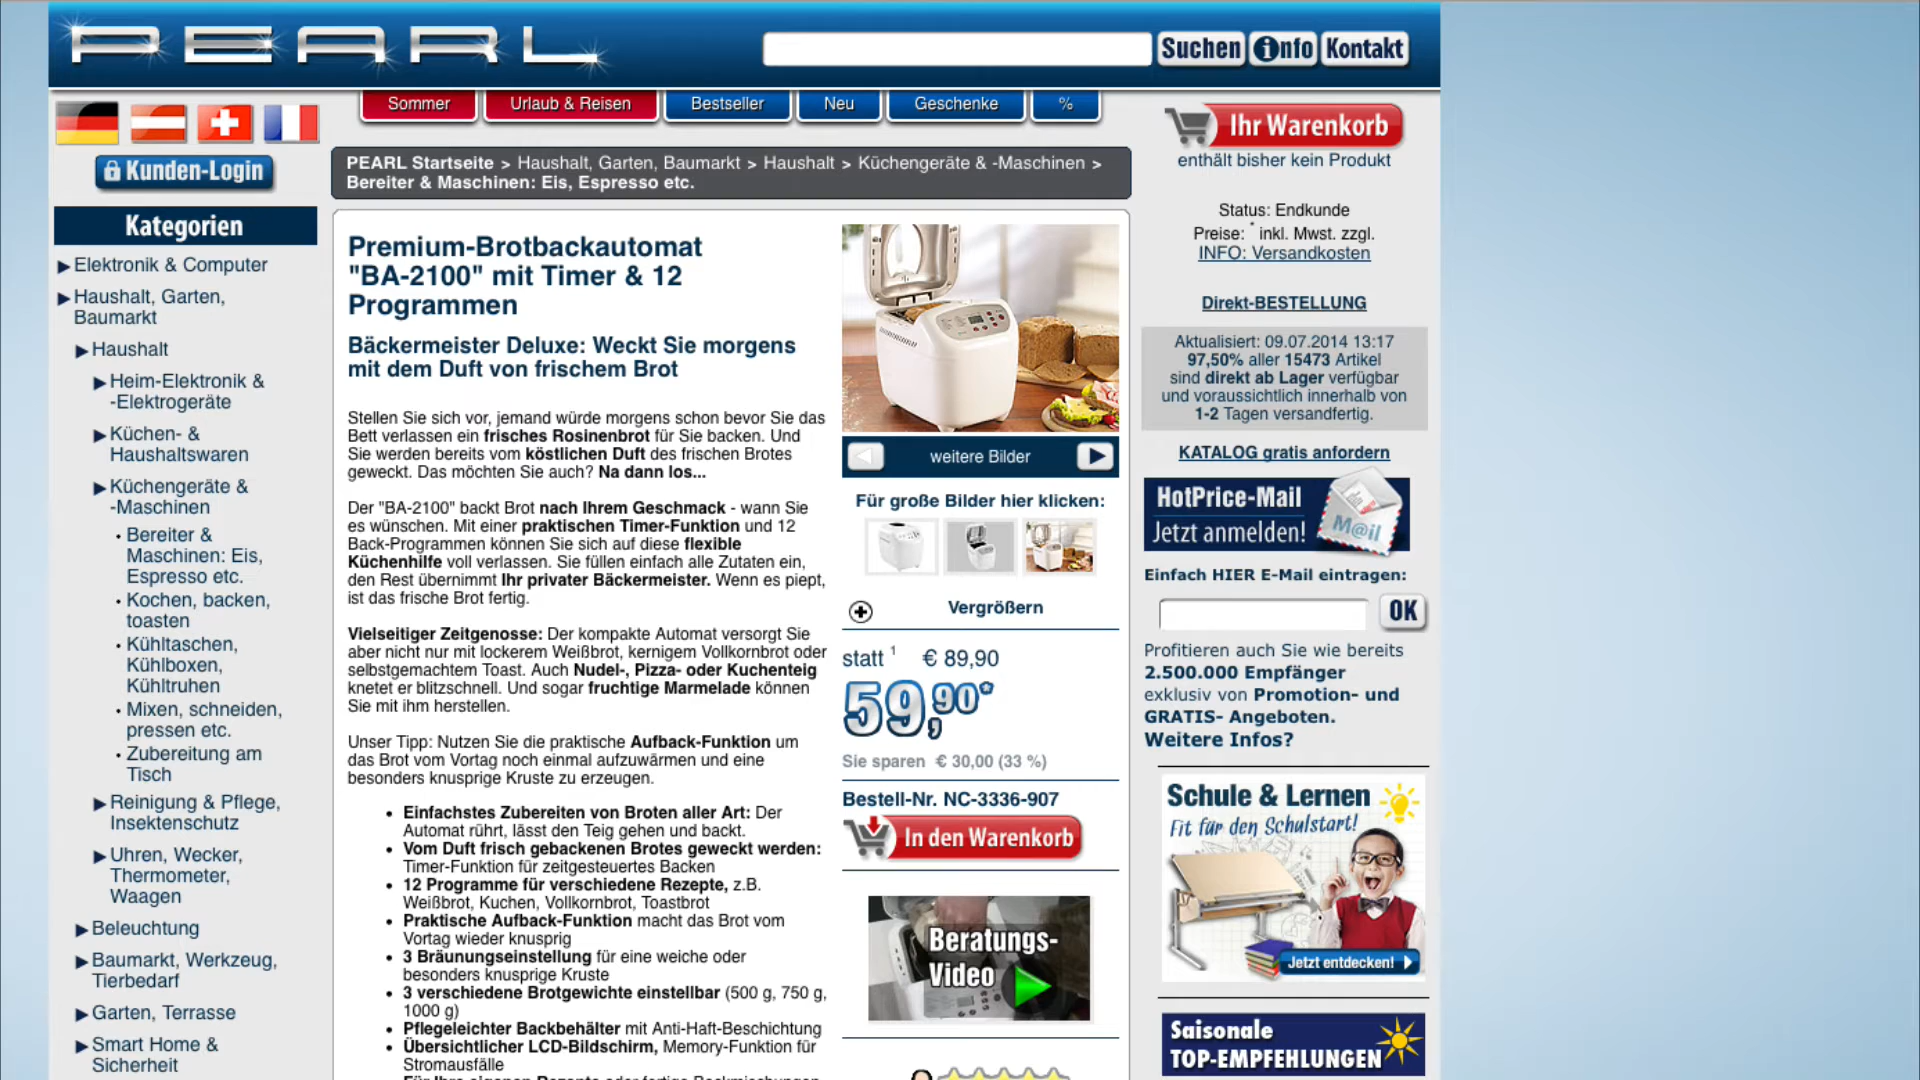 PEARL
Suchen
info
Kontakt
Sommer
Urlaub & Reisen
Bestseller
Neu
Geschenke
%
Kunden-Login
Kategorien
Elektronik & Computer
Haushalt, Garten,
Baumarkt
Haushalt
Heim-Elektronik &
-Elektrogeräte
Küchen- &
Haushaltswaren
Küchengeräte &
-Maschinen
Bereiter &
Maschinen: Eis,
Espresso etc.
Kochen, backen,
toasten
Kühltaschen,
Kühlboxen,
Kühltruhen
Mixen, schneiden,
pressen etc.
Zubereitung am
Tisch
Reinigung & Pflege,
Insektenschutz
Uhren, Wecker,
Thermometer,
Waagen
Beleuchtung
Baumarkt, Werkzeug,
Tierbedarf
Garten, Terrasse
Smart Home &
Sicherheit
PEARL Startseite > Haushalt, Garten, Baumarkt > Haushalt > Küchengeräte & -Maschinen >
Bereiter & Maschinen: Eis, Espresso etc.
Premium-Brotbackautomat
"BA-2100" mit Timer & 12
Programmen
Bäckermeister Deluxe: Weckt Sie morgens
mit dem Duft von frischem Brot
Stellen Sie sich vor, jemand würde morgens schon bevor Sie das
Bett verlassen ein frisches Rosinenbrot für Sie backen. Und
Sie werden bereits vom köstlichen Duft des frischen Brotes
geweckt. Das möchten Sie auch? Na dann los...
Der "BA-2100" backt Brot nach Ihrem Geschmack - wann Sie
es wünschen. Mit einer praktischen Timer-Funktion und 12
Back-Programmen können Sie sich auf diese flexible
Küchenhilfe voll verlassen. Sie füllen einfach alle Zutaten ein,
den Rest übernimmt Ihr privater Bäckermeister. Wenn es piept,
ist das frische Brot fertig.
Vielseitiger Zeitgenosse: Der kompakte Automat versorgt Sie
aber nicht nur mit lockerem Weißbrot, kernigem Vollkornbrot oder
selbstgemachtem Toast. Auch Nudel-, Pizza- oder Kuchenteig
knetet er blitzschnell. Und sogar fruchtige Marmelade können
Sie mit ihm herstellen.
Unser Tipp: Nutzen Sie die praktische Aufback-Funktion um
das Brot vom Vortag noch einmal aufzuwärmen und eine
besonders knusprige Kruste zu erzeugen.
Einfachstes Zubereiten von Broten aller Art: Der
Automat rührt, lässt den Teig gehen und backt.
Vom Duft frisch gebackenen Brotes geweckt werden:
Timer-Funktion für zeitgesteuertes Backen
12 Programme für verschiedene Rezepte, z.B.
Weißbrot, Kuchen, Vollkornbrot, Toastbrot
Praktische Aufback-Funktion macht das Brot vom
Vortag wieder knusprig
3 Bräunungseinstellung für eine weiche oder
besonders knusprige Kruste
3 verschiedene Brotgewichte einstellbar (500 g, 750 g,
1000 g)
Pflegeleichter Backbehälter mit Anti-Haft-Beschichtung
Übersichtlicher LCD-Bildschirm, Memory-Funktion für
Stromausfälle
Für Ihre eigenen Rezepte oder fertige Backmischungen
weitere Bilder
Für große Bilder hier klicken:
Vergrößern
statt 1 € 89,90
59,90*
Sie sparen € 30,00 (33 %)
Bestell-Nr. NC-3336-907
In den Warenkorb
Beratungs-
Video
Ihr Warenkorb
enthält bisher kein Produkt
Status: Endkunde
Preise: * inkl. Mwst. zzgl.
INFO: Versandkosten
Direkt-BESTELLUNG
Aktualisiert: 09.07.2014 13:17
97,50% aller 15473 Artikel
sind direkt ab Lager verfügbar
und voraussichtlich innerhalb von
1-2 Tagen versandfertig.
KATALOG gratis anfordern
HotPrice-Mail
Jetzt anmelden!
M@il
Einfach HIER E-Mail eintragen:
OK
Profitieren auch Sie wie bereits
2.500.000 Empfänger
exklusiv von Promotion- und
GRATIS- Angeboten.
Weitere Infos?
Schule & Lernen
Fit für den Schulstart!
Jetzt entdecken!
Saisonale
TOP-EMPFEHLUNGEN